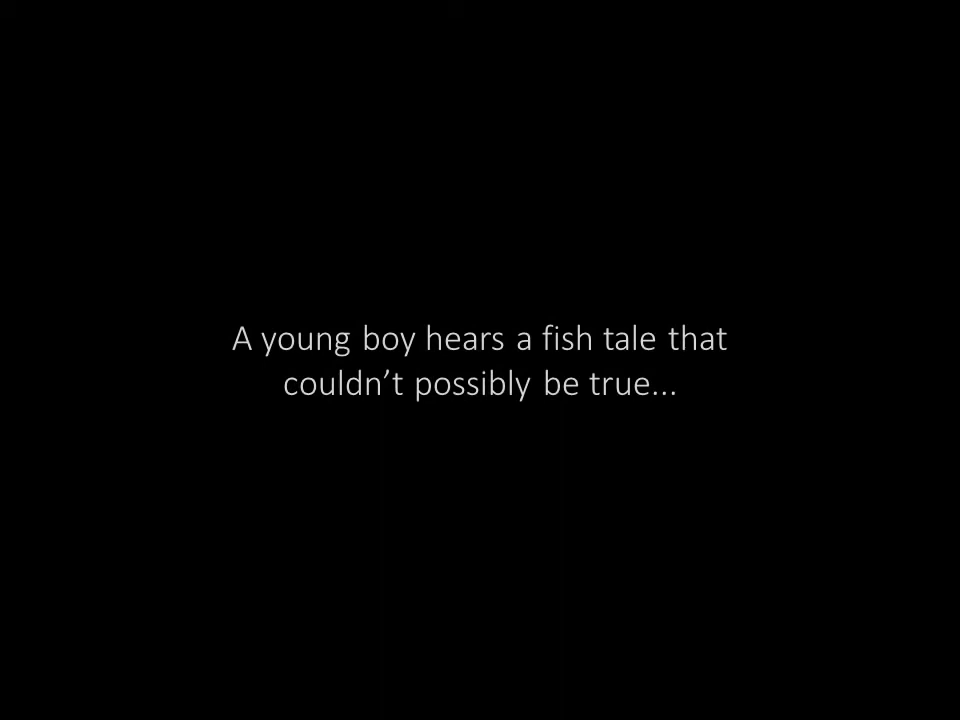 A young boy hears a fish tale that
couldn’t possibly be true...